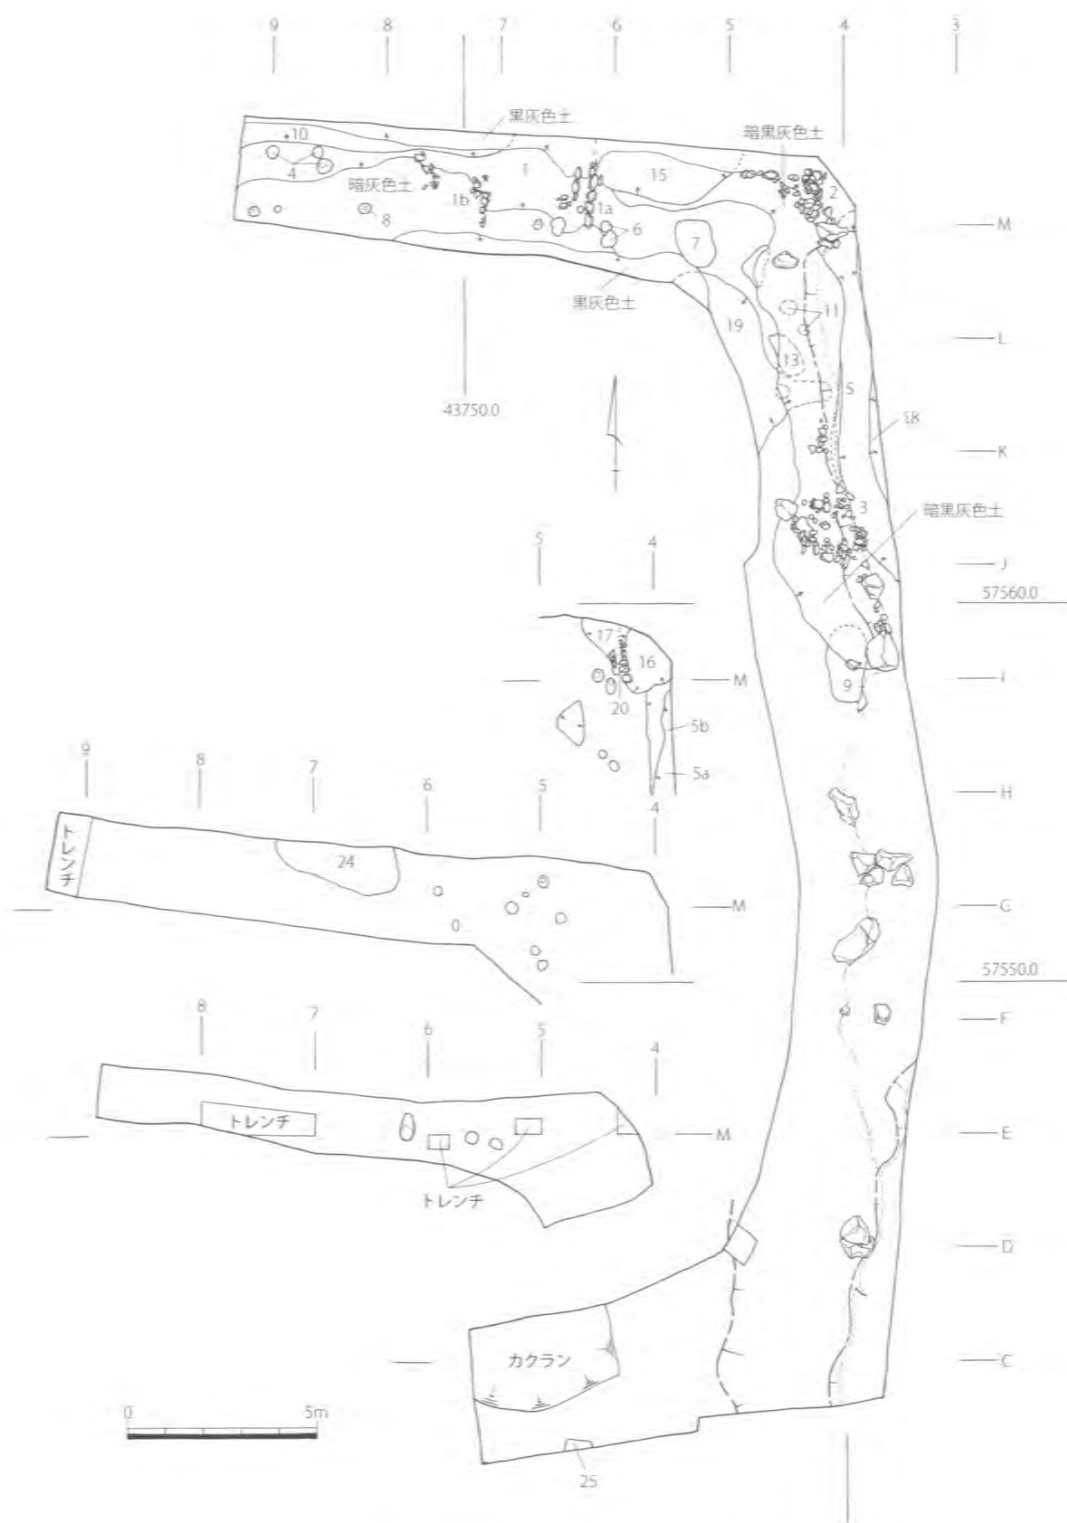 9 8 7 6 5 4 3
黒灰色土
暗黒灰色土
10
4
暗灰色土
1b
1
1a
15
2
8
6
7
M
黒灰色土
19
11
L
13
-43750.0
5
18
K
3
暗黒灰色土
J
57560.0
5 4
17
16
M
I
20
9
5b
5a
H
9 8 7 6 5 4
トレンチ
24
M
G
57550.0
F
8 7 6 5 4
トレンチ
M
E
トレンチ
D
カクラン
C
0 5m
25